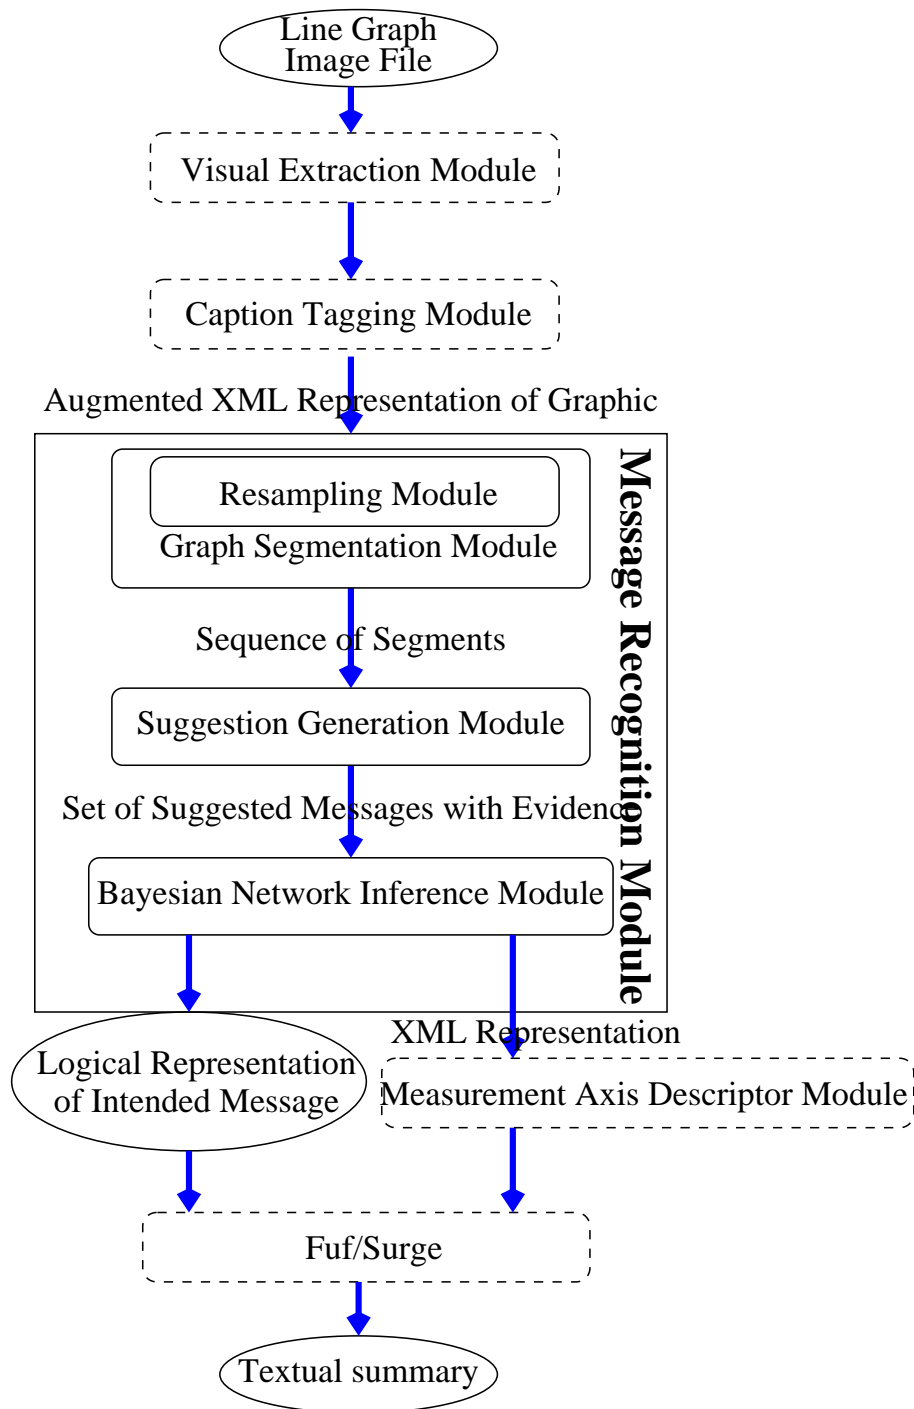 Line Graph
Image File
Visual Extraction Module
Caption Tagging Module
Augmented XML Representation of Graphic
Message Recognition Module
Resampling Module
Graph Segmentation Module
Sequence of Segments
Suggestion Generation Module
Set of Suggested Messages with Evidence
Bayesian Network Inference Module
Logical Representation
of Intended Message
XML Representation
Measurement Axis Descriptor Module
Fuf/Surge
Textual summary